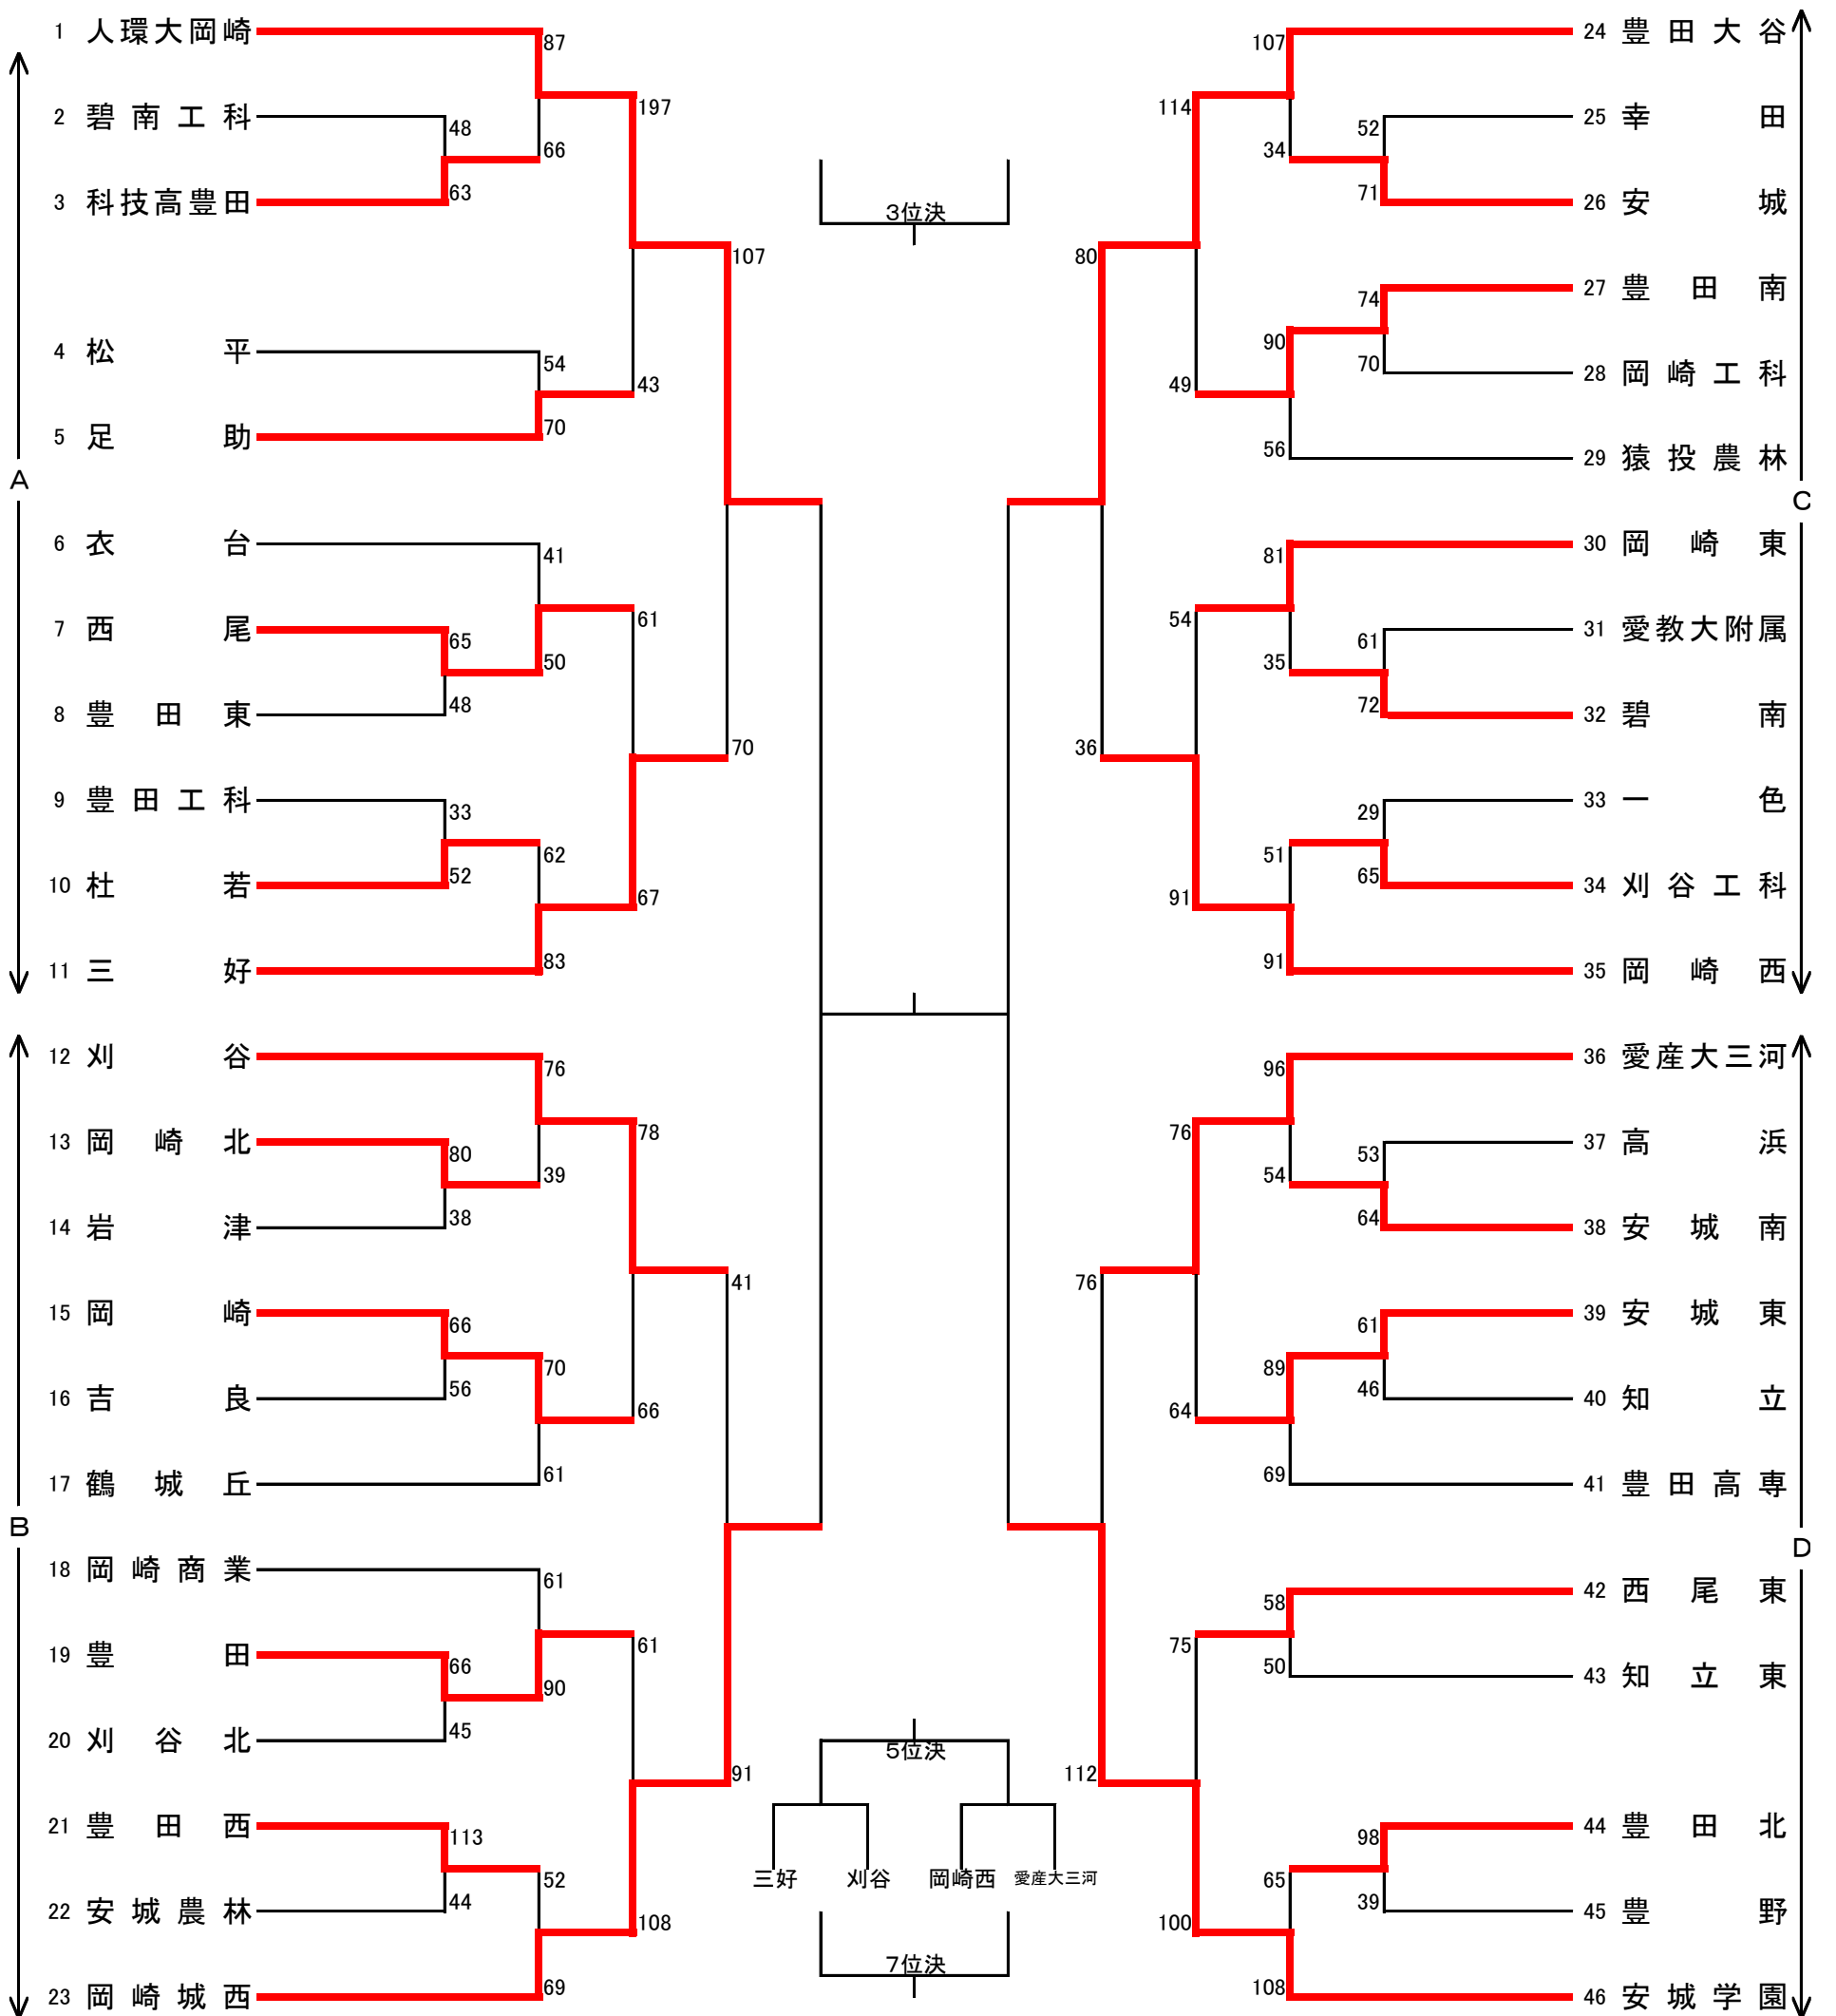 1 人環大岡崎
87
2 碧南工科
48
197
66
3 科技高豊田
63
107
4 松平
54
43
5 足助
70
A
6 衣台
41
61
7 西尾
65
50
8 豊田東
48
70
9 豊田工科
33
62
10 杜若
52
67
11 三好
83
12 刈谷
76
13 岡崎北
80
78
39
14 岩津
38
41
15 岡崎
66
70
16 吉良
56
66
17 鶴城丘
61
B
18 岡崎商業
61
19 豊田
66
61
90
20 刈谷北
45
91
21 豊田西
113
52
22 安城農林
44
108
23 岡崎城西
69
3位決
5位決
三好 刈谷 岡崎西 愛産大三河
7位決
107
24 豊田大谷
114
52
25 幸田
34
71
26 安城
80
74
27 豊田南
90
70
28 岡崎工科
49
56
29 猿投農林
C
81
30 岡崎東
54
61
31 愛教大附属
35
72
32 碧南
36
29
33 一色
51
65
34 刈谷工科
91
91
35 岡崎西
96
36 愛産大三河
76
53
37 高浜
54
64
38 安城南
76
61
39 安城東
89
46
40 知立
64
69
41 豊田高専
D
58
42 西尾東
75
50
43 知立東
112
98
44 豊田北
65
39
45 豊野
100
108
46 安城学園